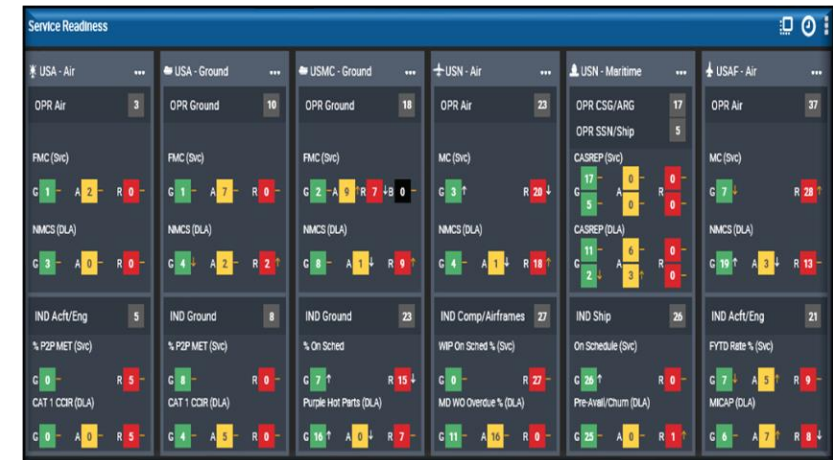 Service Readiness
USA - Air ...
OPR Air 3
FMC (Svc)
G 1 – A 2 – R 0 –
NMCS (DLA)
G 3 – A 0 – R 0 –
IND Acft/Eng 5
% P2P MET (Svc)
G 0 – R 5 –
CAT 1 CCIR (DLA)
G 0 – A 0 – R 5 –
USA - Ground ...
OPR Ground 10
FMC (Svc)
G 1 – A 7 – R 0 –
NMCS (DLA)
G 4 ↓ A 2 – R 2 ↑
IND Ground 8
% P2P MET (Svc)
G 8 – R 0 –
CAT 1 CCIR (DLA)
G 4 – A 5 – R 0 –
USMC - Ground ...
OPR Ground 18
FMC (Svc)
G 2 – A 9 ↑ R 7 ↓ B 0 –
NMCS (DLA)
G 8 – A 1 ↓ R 9 ↑
IND Ground 23
% On Sched
G 7 ↑ R 15 ↓
Purple Hot Parts (DLA)
G 16 ↑ A 0 ↓ R 7 –
USN - Air ...
OPR Air 23
MC (Svc)
G 3 ↑ R 20 ↓
NMCS (DLA)
G 4 – A 1 ↓ R 18 ↑
IND Comp/Airframes 27
WIP On Sched % (Svc)
G 0 – R 27 –
MD WO Overdue % (DLA)
G 11 – A 16 – R 0 –
USN - Maritime ...
OPR CSG/ARG 17
OPR SSN/Ship 5
CASREP (Svc)
17 – 0 – 0 –
G A R
5 – 0 – 0 –
CASREP (DLA)
11 – 6 – 0 –
G A R
2 ↓ 3 ↑ 0 –
IND Ship 26
On Schedule (Svc)
G 26 ↑ R 0 –
Pre-Avail/Churn (DLA)
G 25 – A 0 – R 1 ↑
USAF - Air ...
OPR Air 37
MC (Svc)
G 7 ↓ R 28 ↑
NMCS (DLA)
G 19 ↑ A 3 ↓ R 13 –
IND Acft/Eng 21
FYTD Rate % (Svc)
G 7 ↓ A 5 ↑ R 9 –
MICAP (DLA)
G 6 – A 7 ↑ R 8 ↓